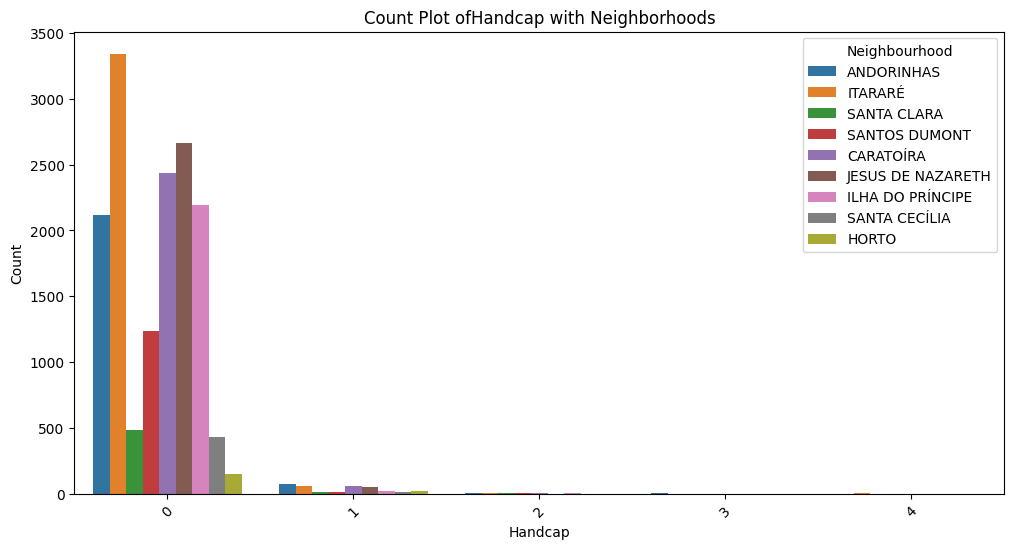 Count Plot ofHandcap with Neighborhoods
3500
3000
2500
2000
1500
1000
500
0
Count
Neighbourhood
ANDORINHAS
ITARARÉ
SANTA CLARA
SANTOS DUMONT
CARATOÍRA
JESUS DE NAZARETH
ILHA DO PRÍNCIPE
SANTA CECÍLIA
HORTO
0
1
2
3
4
Handcap